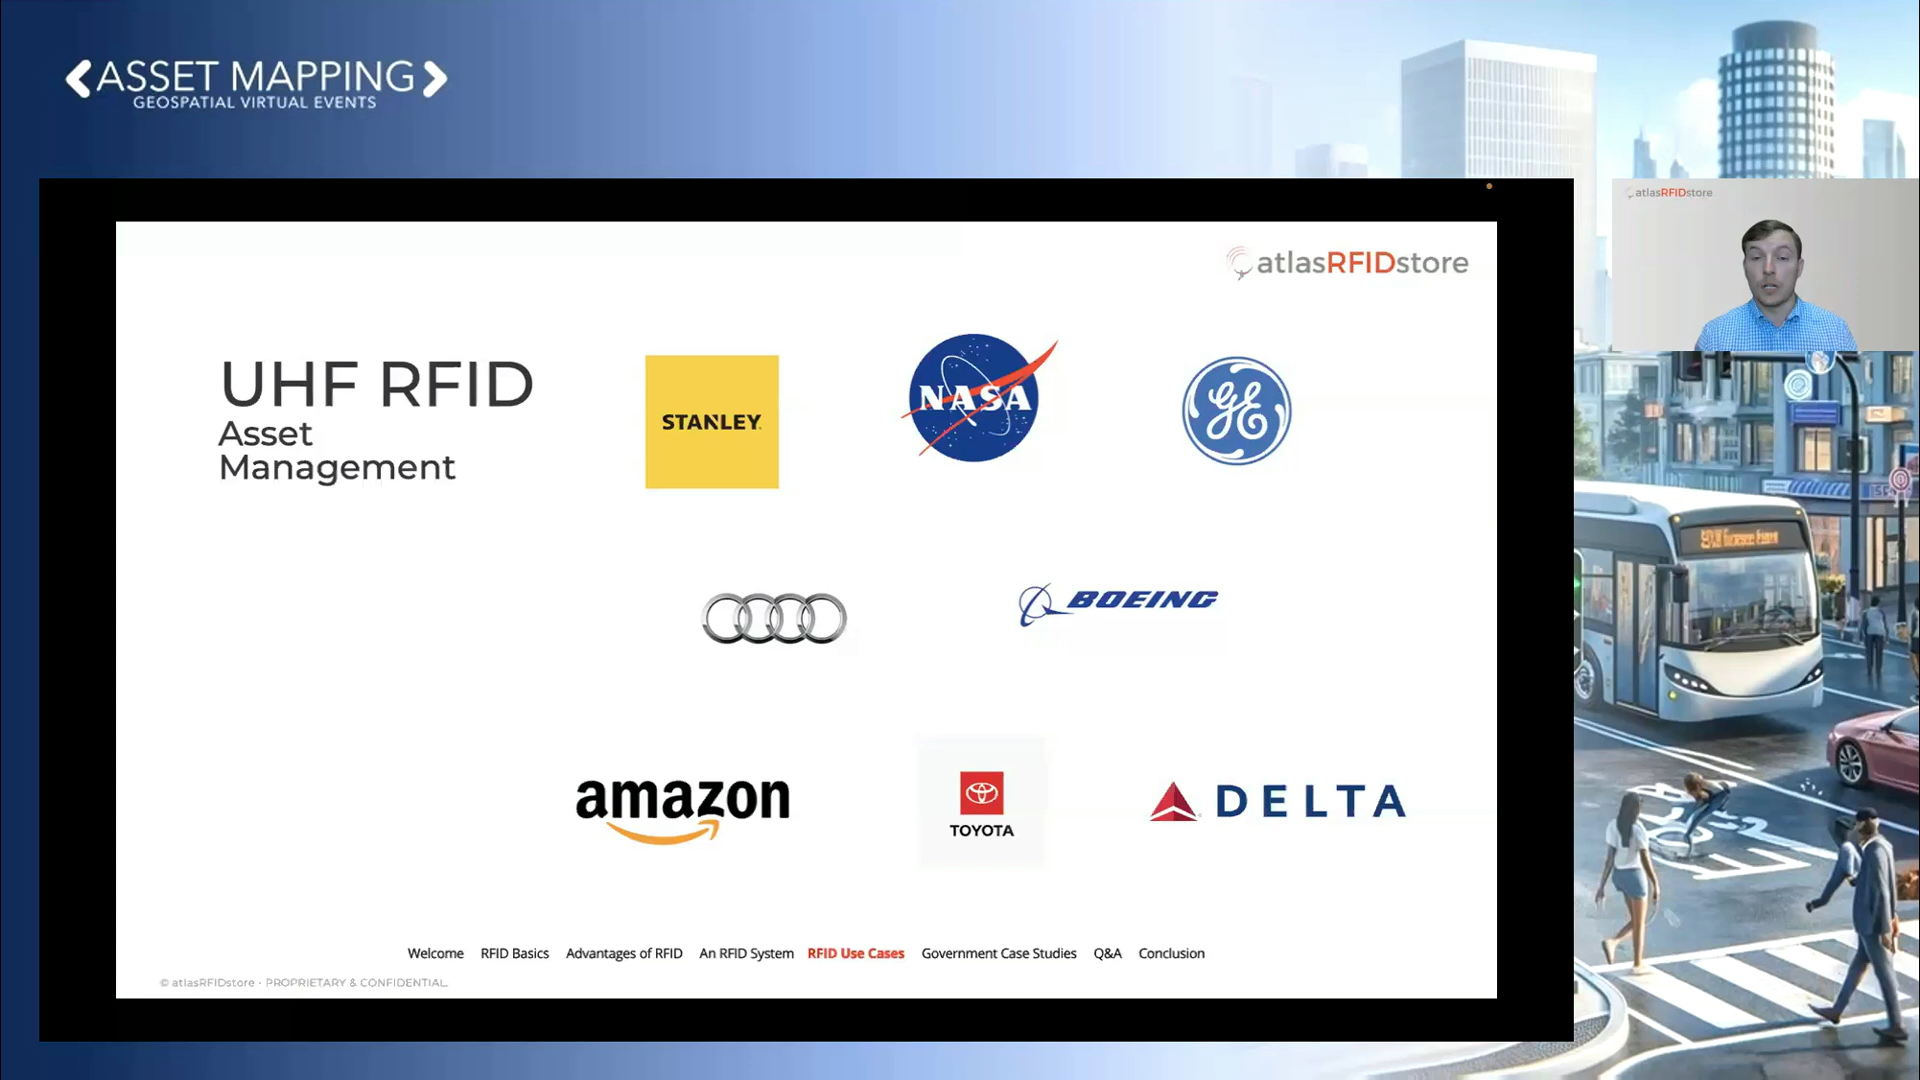 ASSET MAPPING
GEOSPATIAL VIRTUAL EVENTS
atlasRFIDstore
atlasRFIDstore
UHF RFID
Asset
Management
STANLEY
NASA
GE
BOEING
amazon
TOYOTA
DELTA
Welcome RFID Basics Advantages of RFID An RFID System RFID Use Cases Government Case Studies Q&A Conclusion
© atlasRFIDstore - PROPRIETARY & CONFIDENTIAL